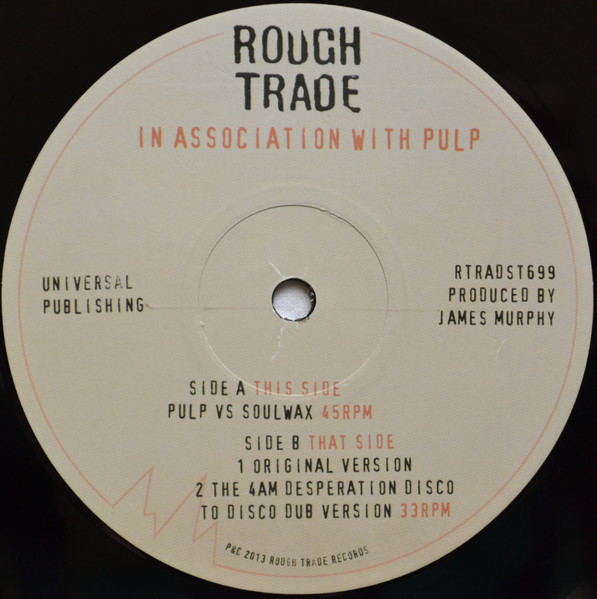 ROUGH
TRADE
IN ASSOCIATION WITH PULP
UNIVERSAL
PUBLISHING
RTRADST699
PRODUCED BY
JAMES MURPHY
SIDE A THIS SIDE
PULP VS SOULWAX 45RPM
SIDE B THAT SIDE
1 ORIGINAL VERSION
2 THE 4AM DESPERATION DISCO
TO DISCO DUB VERSION 33RPM
P&C 2013 ROUGH TRADE RECORDS